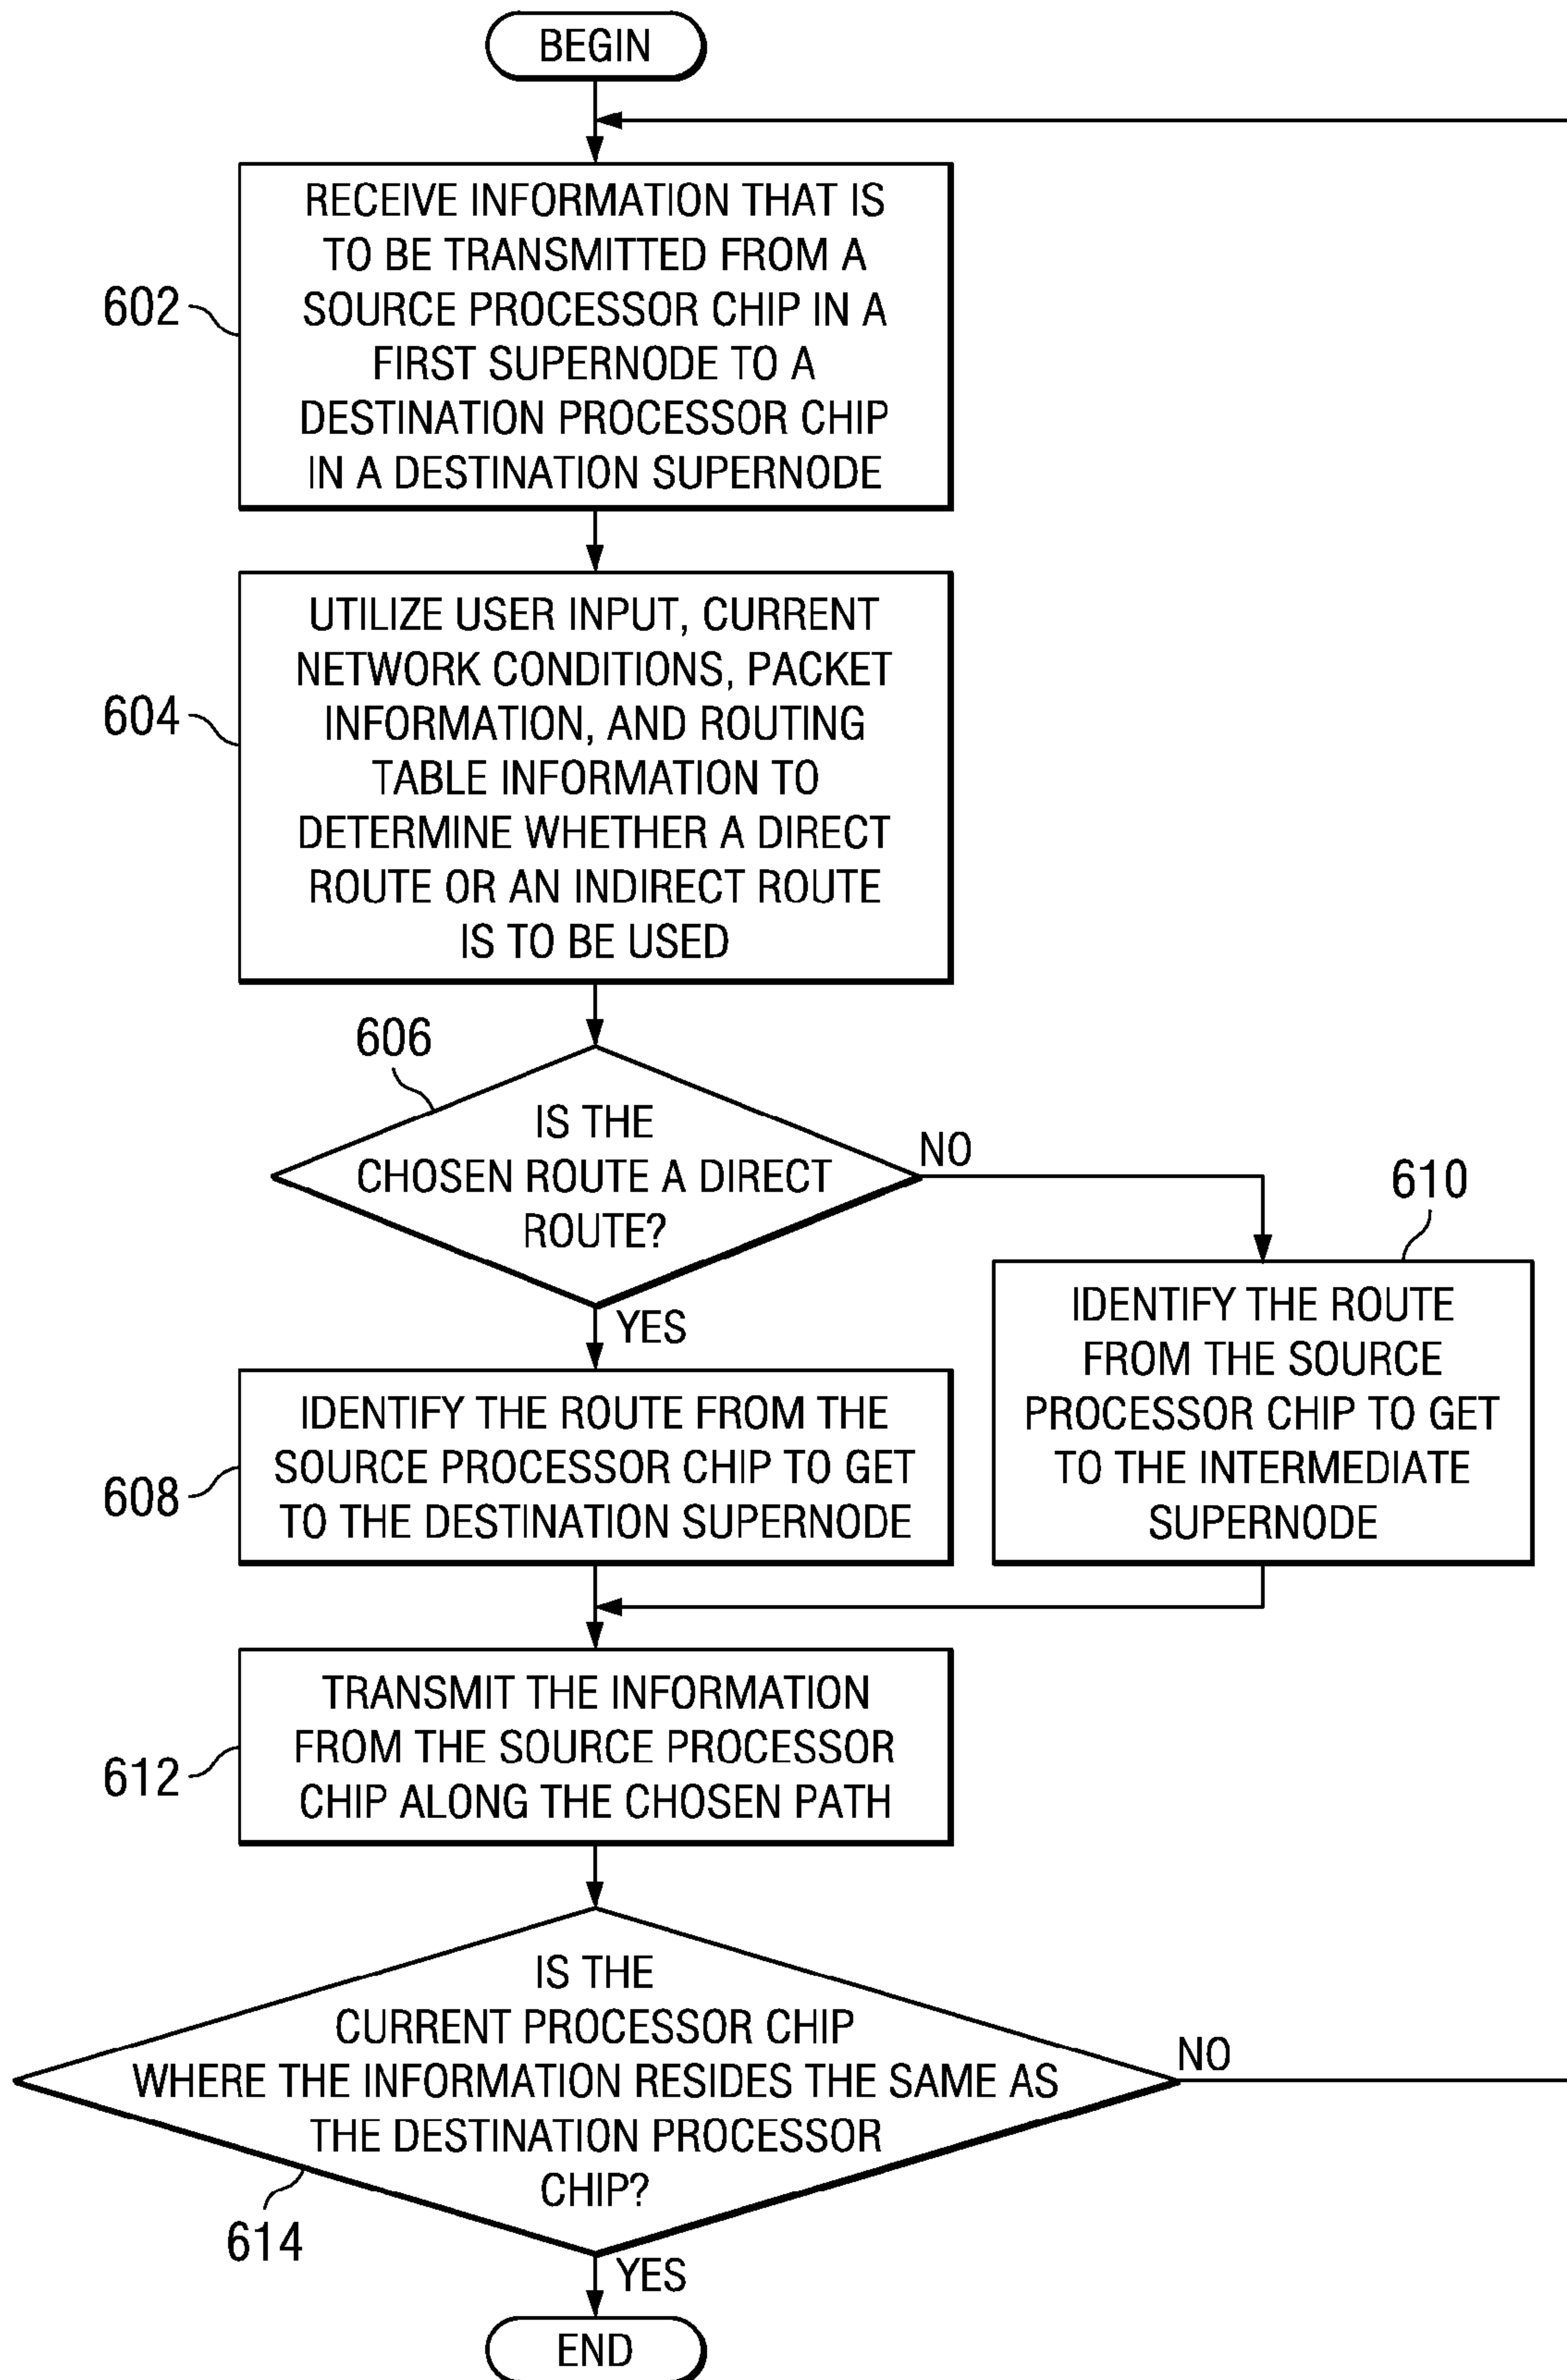 BEGIN
RECEIVE INFORMATION THAT IS
TO BE TRANSMITTED FROM A
SOURCE PROCESSOR CHIP IN A
FIRST SUPERNODE TO A
DESTINATION PROCESSOR CHIP
IN A DESTINATION SUPERNODE
602
UTILIZE USER INPUT, CURRENT
NETWORK CONDITIONS, PACKET
INFORMATION, AND ROUTING
TABLE INFORMATION TO
DETERMINE WHETHER A DIRECT
ROUTE OR AN INDIRECT ROUTE
IS TO BE USED
604
606
IS THE
CHOSEN ROUTE A DIRECT
ROUTE?
NO
YES
610
IDENTIFY THE ROUTE
FROM THE SOURCE
PROCESSOR CHIP TO GET
TO THE INTERMEDIATE
SUPERNODE
IDENTIFY THE ROUTE FROM THE
SOURCE PROCESSOR CHIP TO GET
TO THE DESTINATION SUPERNODE
608
TRANSMIT THE INFORMATION
FROM THE SOURCE PROCESSOR
CHIP ALONG THE CHOSEN PATH
612
IS THE
CURRENT PROCESSOR CHIP
WHERE THE INFORMATION RESIDES THE SAME AS
THE DESTINATION PROCESSOR
CHIP?
NO
614
YES
END